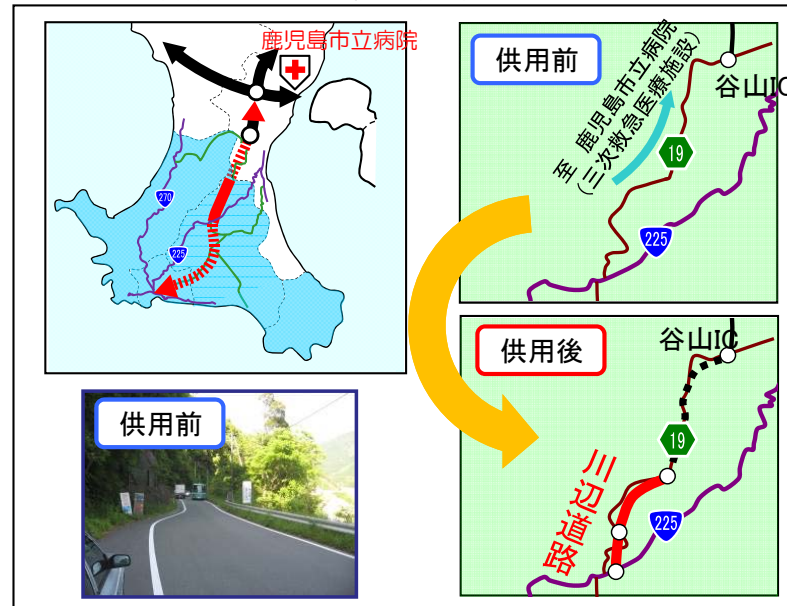 鹿児島市立病院
270
225
供用前
谷山IC
至 鹿児島市立病院
(三次救急医療施設)
19
225
供用前
供用後
谷山IC
19
川辺道路
225